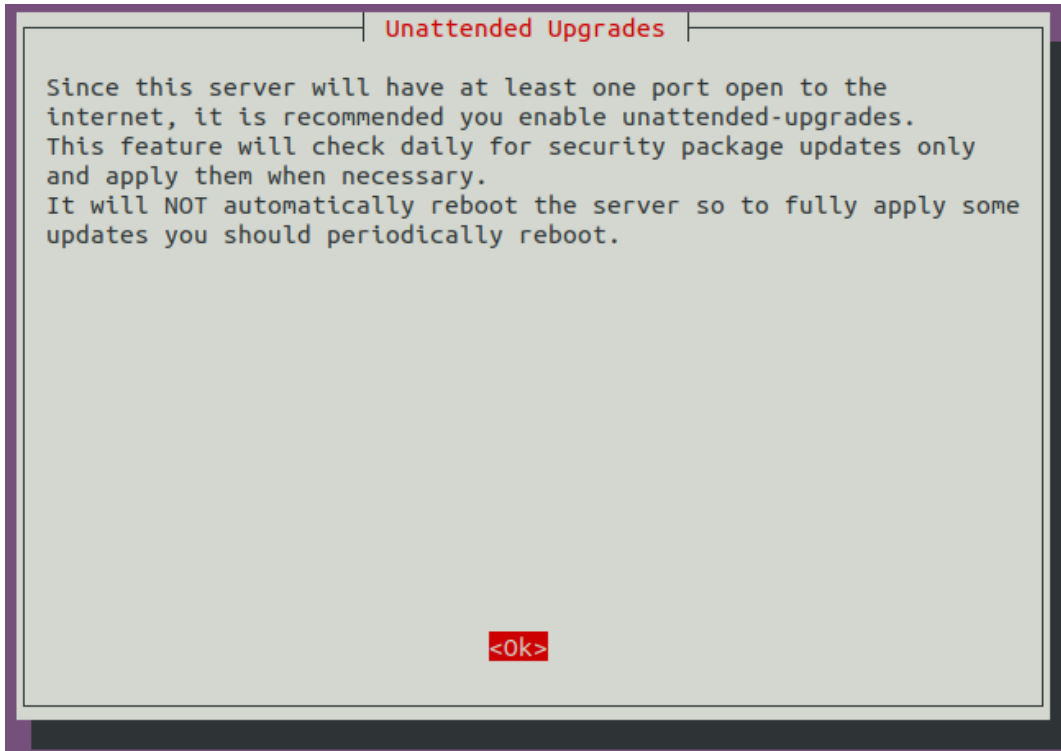 Unattended Upgrades
Since this server will have at least one port open to the
internet, it is recommended you enable unattended-upgrades.
This feature will check daily for security package updates only
and apply them when necessary.
It will NOT automatically reboot the server so to fully apply some
updates you should periodically reboot.
<Ok>